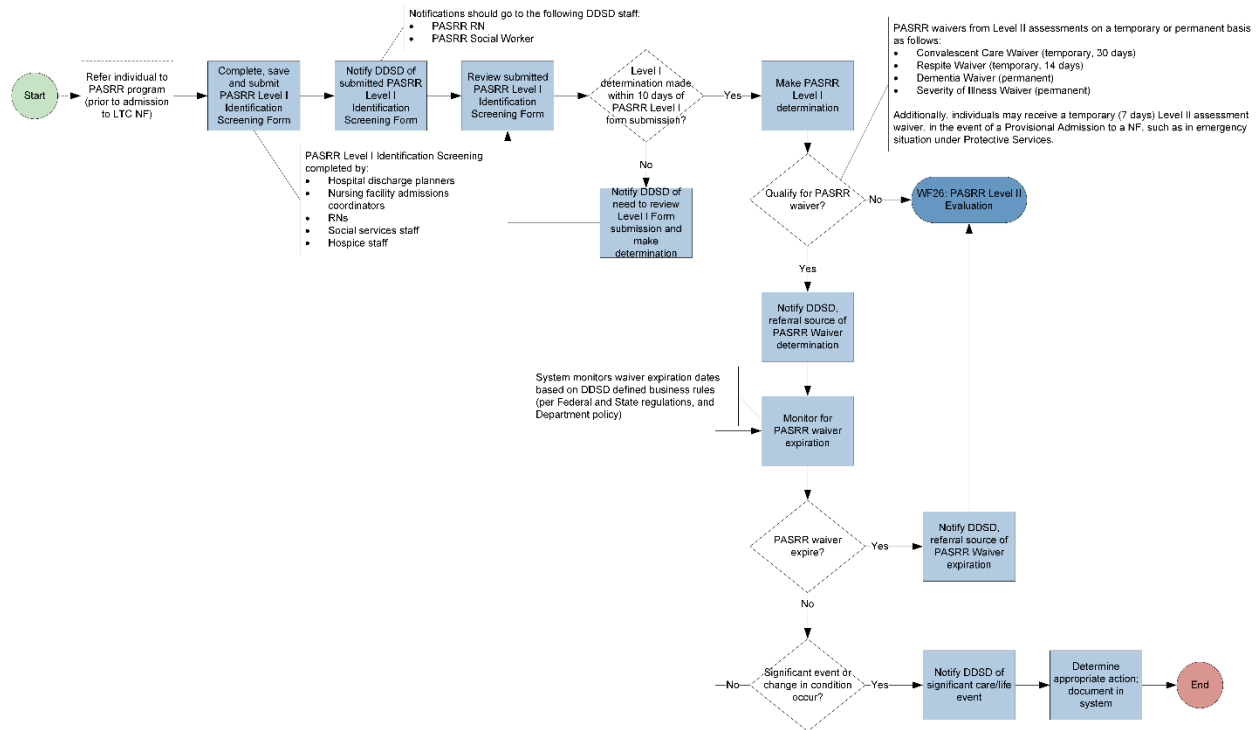 Notifications should go to the following DDSD staff:
• PASRR RN
• PASRR Social Worker
PASRR waivers from Level II assessments on a temporary or permanent basis
as follows:
• Convalescent Care Waiver (temporary, 30 days)
• Respite Waiver (temporary, 14 days)
• Dementia Waiver (permanent)
• Severity of Illness Waiver (permanent)
Additionally, individuals may receive a temporary (7 days) Level II assessment
waiver, in the event of a Provisional Admission to a NF, such as in emergency
situation under Protective Services.
Start
Refer individual to
PASRR program
(prior to admission
to LTC NF)
Complete, save
and submit
PASRR Level I
Identification
Screening Form
Notify DDSD of
submitted PASRR
Level I
Identification
Screening Form
Review submitted
PASRR Level I
Identification
Screening Form
Level I
determination made
within 10 days of
PASRR Level I
form submission?
Yes
Make PASRR
Level I
determination
No
PASRR Level I Identification Screening
completed by:
• Hospital discharge planners
• Nursing facility admissions
coordinators
• RNs
• Social services staff
• Hospice staff
Notify DDSD of
need to review
Level I Form
submission and
make
determination
Qualify for PASRR
waiver?
No
WF26: PASRR Level II
Evaluation
Yes
Notify DDSD,
referral source of
PASRR Waiver
determination
System monitors waiver expiration dates
based on DDSD defined business rules
(per Federal and State regulations, and
Department policy)
Monitor for
PASRR waiver
expiration
PASRR waiver
expire?
Yes
Notify DDSD,
referral source of
PASRR Waiver
expiration
No
No
Significant event or
change in condition
occur?
Yes
Notify DDSD of
significant care/life
event
Determine
appropriate action;
document in
system
End